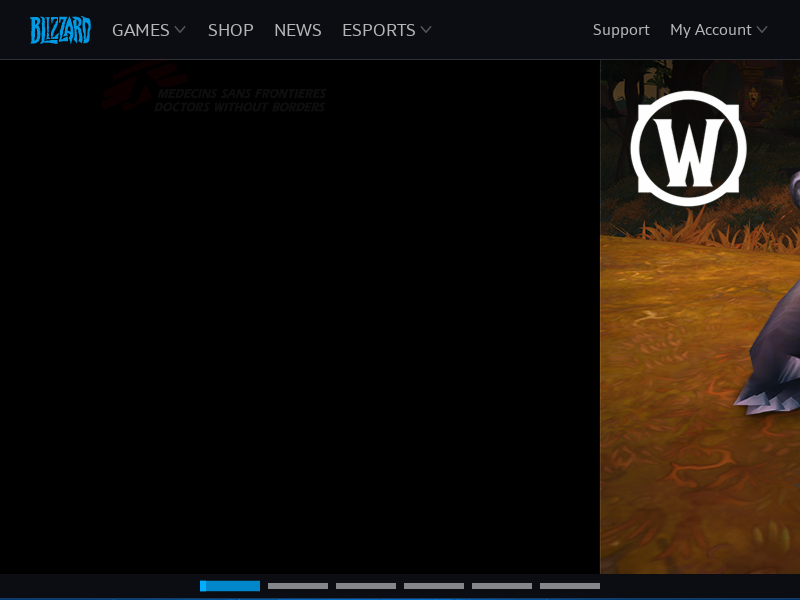 BLIZZARD
GAMES
SHOP
NEWS
ESPORTS
Support
My Account
MEDECINS SANS FRONTIERES
DOCTORS WITHOUT BORDERS
W